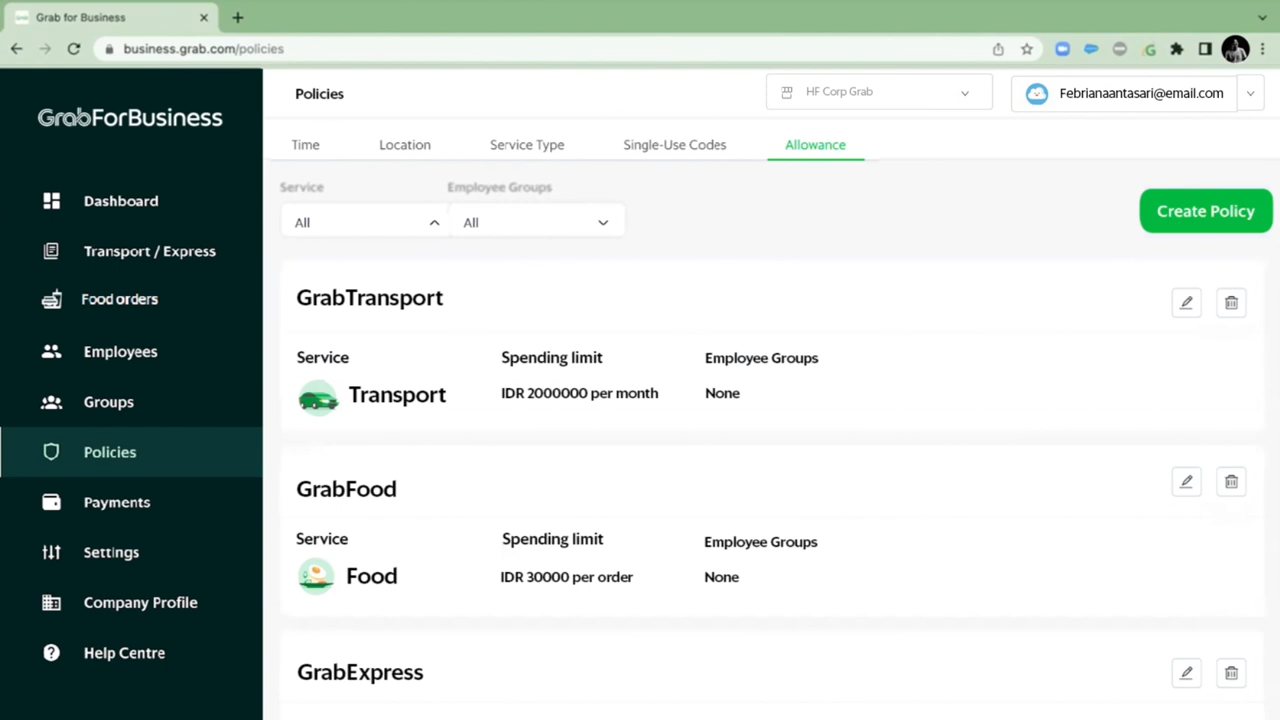 Grab for Business
business.grab.com/policies
GrabForBusiness
Dashboard
Transport / Express
Food orders
Employees
Groups
Policies
Payments
Settings
Company Profile
Help Centre
Policies
HF Corp Grab
Febrianaantasari@email.com
Time Location Service Type Single-Use Codes Allowance
Service Employee Groups
All All
Create Policy
GrabTransport
Service Spending limit Employee Groups
Transport IDR 2000000 per month None
GrabFood
Service Spending limit Employee Groups
Food IDR 30000 per order None
GrabExpress